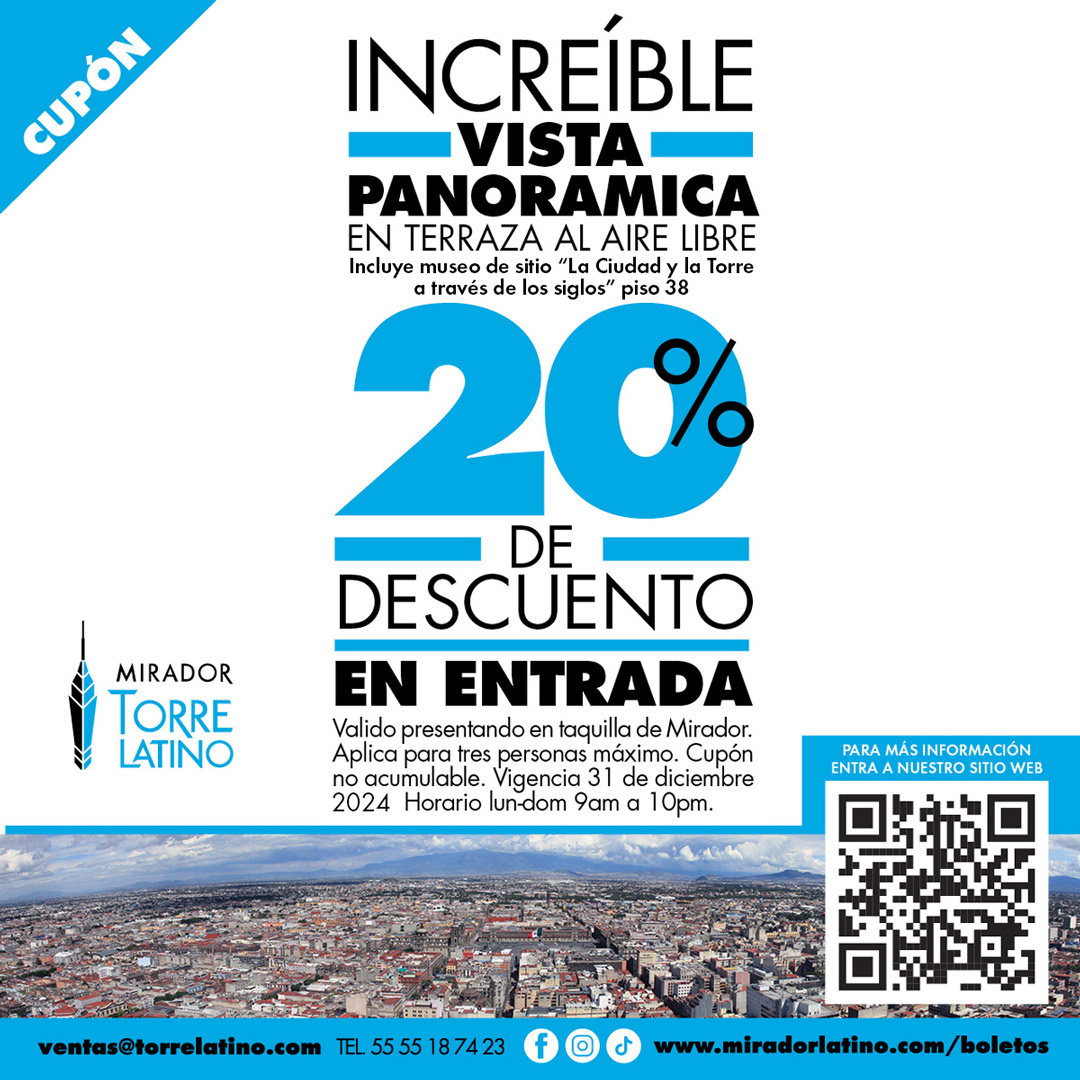 CUPÓN
INCREÍBLE
VISTA
PANORAMICA
EN TERRAZA AL AIRE LIBRE
Incluye museo de sitio “La Ciudad y la Torre
a través de los siglos” piso 38
20%
DE
DESCUENTO
EN ENTRADA
Valido presentando en taquilla de Mirador.
Aplica para tres personas máximo. Cupón
no acumulable. Vigencia 31 de diciembre
2024 Horario lun-dom 9am a 10pm.
MIRADOR
TORRE
LATINO
PARA MÁS INFORMACIÓN
ENTRA A NUESTRO SITIO WEB
ventas@torrelatino.com TEL. 55 55 18 74 23 www.miradorlatino.com/boletos